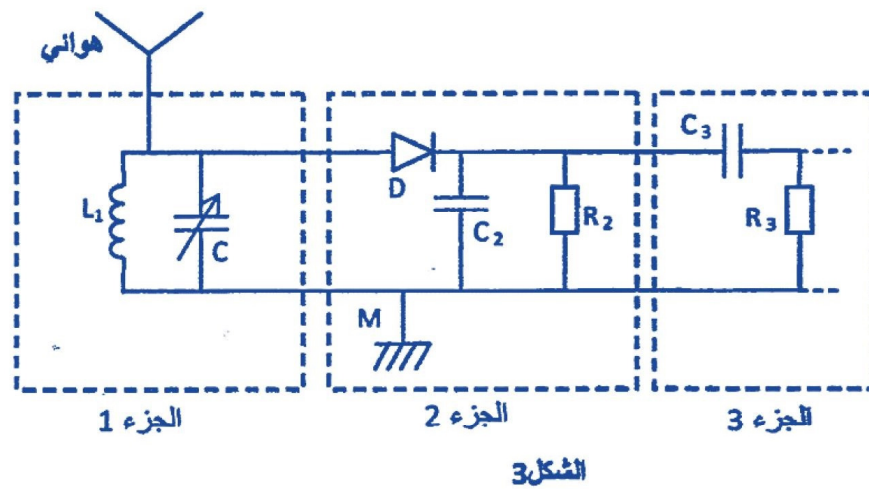 هوائي
L₁
C
D
C₂
R₂
C₃
R₃
M
الجزء 1
الجزء 2
الجزء 3
الشكل3